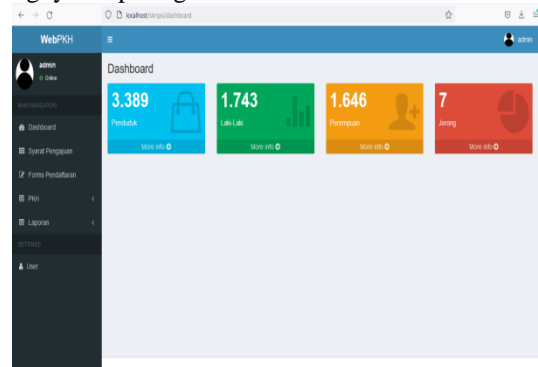 localhost/skripsi/dashboard
WebPKH
admin
admin
Online
Dashboard
MAIN NAVIGATION
Dashboard
Syarat Pengajuan
Forms Pendaftaran
PKH
Laporan
SETTINGS
User
3.389
Penduduk
More info
1.743
Laki-Laki
More info
1.646
Perempuan
More info
7
Jorong
More info